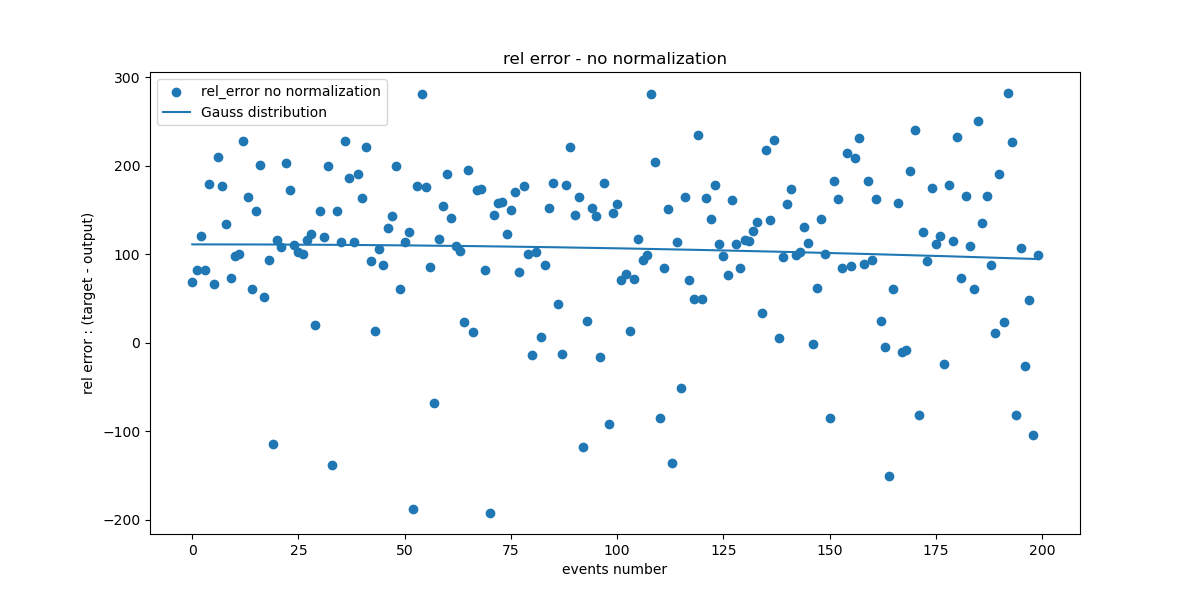 rel error - no normalization
rel_error no normalization
Gauss distribution
300
200
100
0
−100
−200
rel error : (target - output)
0 25 50 75 100 125 150 175 200
events number